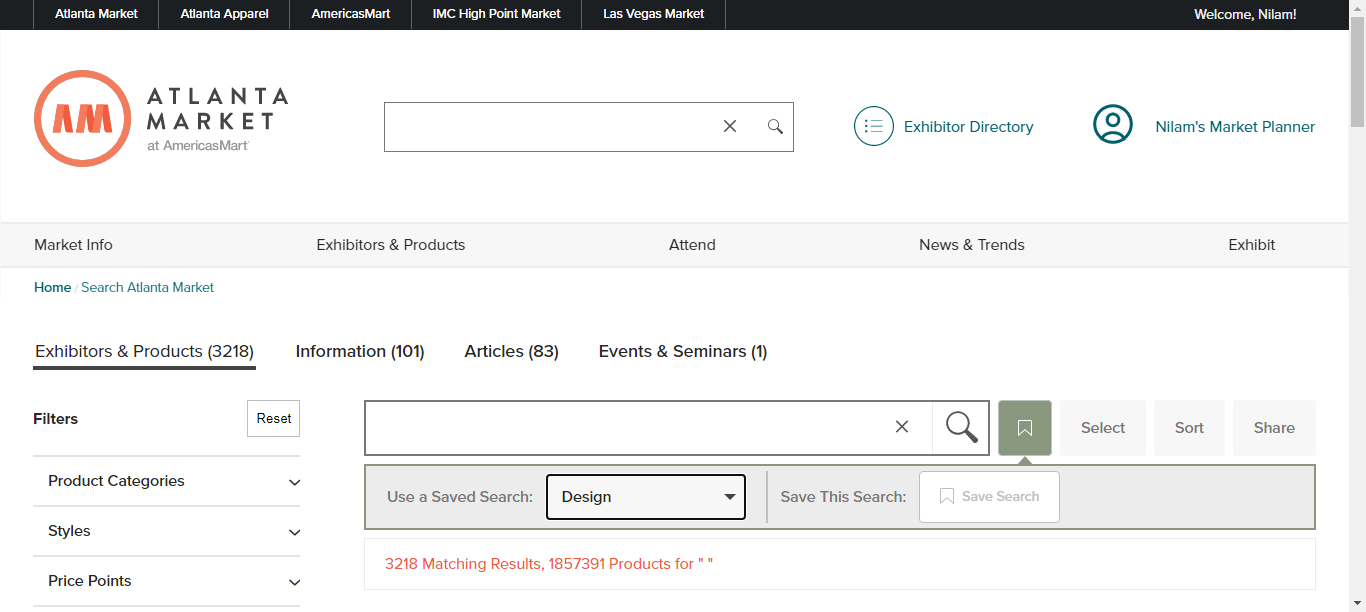 Atlanta Market Atlanta Apparel AmericasMart IMC High Point Market Las Vegas Market Welcome, Nilam!
AM ATLANTA
MARKET
at AmericasMart
Exhibitor Directory Nilam's Market Planner
Market Info Exhibitors & Products Attend News & Trends Exhibit
Home / Search Atlanta Market
Exhibitors & Products (3218) Information (101) Articles (83) Events & Seminars (1)
Filters Reset Select Sort Share
Product Categories
Use a Saved Search: Design Save This Search: Save Search
Styles
3218 Matching Results, 1857391 Products for " "
Price Points